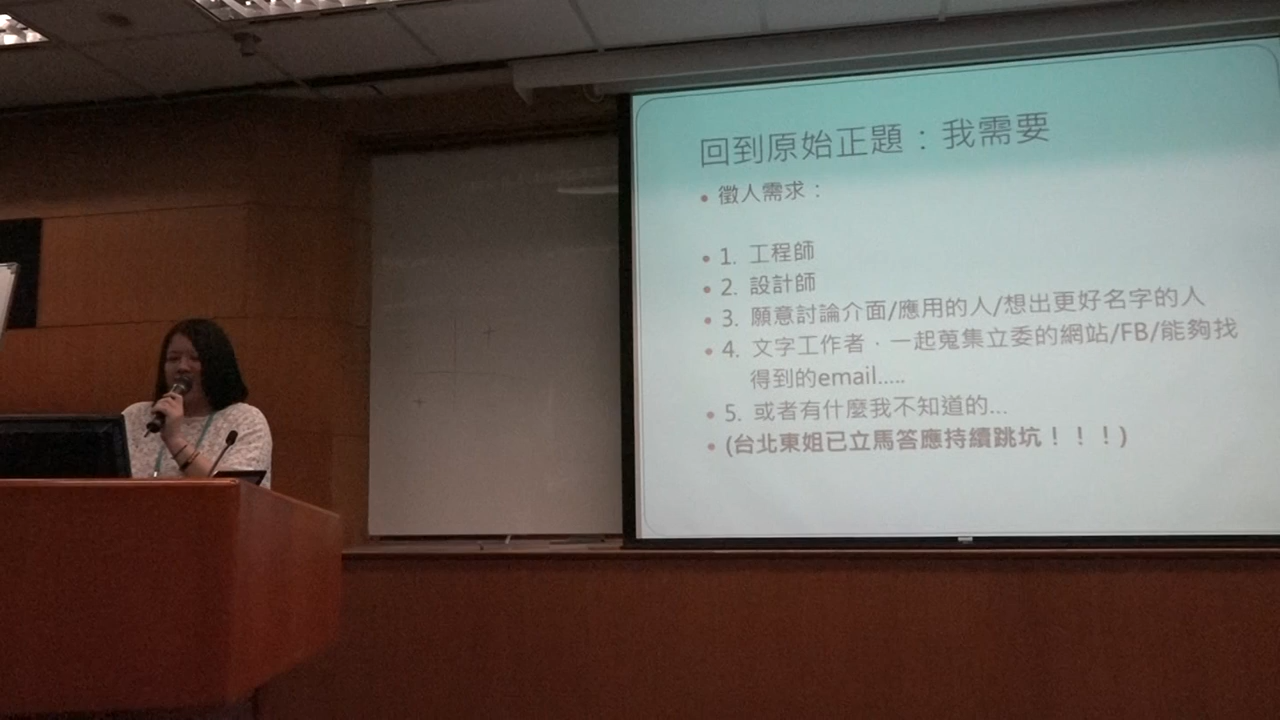 回到原始正題：我需要
• 徵人需求：
• 1. 工程師
• 2. 設計師
• 3. 願意討論介面/應用的人/想出更好名字的人
• 4. 文字工作者，一起蒐集立委的網站/FB/能夠找
得到的email.....
• 5. 或者有什麼我不知道的...
• (台北東姐已立馬答應持續跳坑！！！)